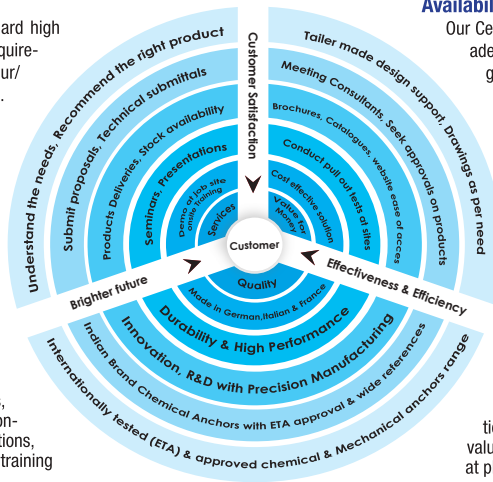 Availabil
ard high
quire-
ur/
.
Our Ce
ade
g
Customer Satisfaction
Understand the needs, Recommend the right product
Submit proposals, Technical submittals
Products Deliveries, Stock availability
Seminars, Presentations
Demo at job site
onsite training
services
Tailer made design support, Drawings as per need
Meeting Consultants, Seek approvals on products
Brochures, Catalogues, website ease of acces
Conduct pull out tests at sites
Cost effective solution
Value for
Money
Customer
Brighter future
Effectiveness & Efficiency
Quality
Made in German,Italian & France
Durability & High Performance
Innovation, R&D with Precision Manufacturing
Indian Brand Chemical Anchors with ETA approval & wide references
Internationally tested (ETA) & approved chemical & Mechanical anchors range
s,
on-
tions,
training
ti
valu
at p